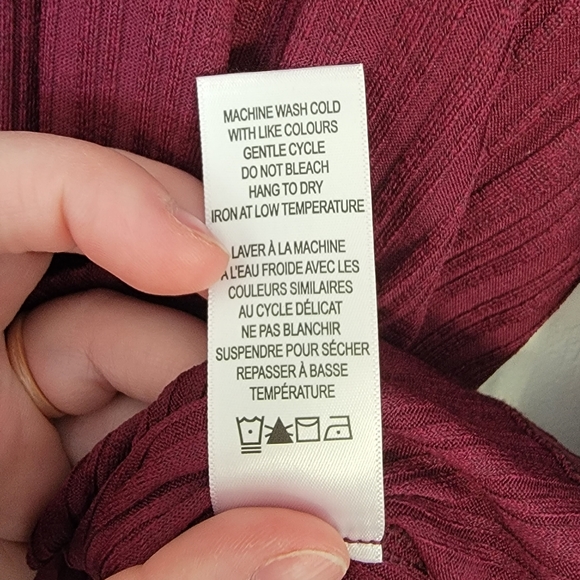 MACHINE WASH COLD
WITH LIKE COLOURS
GENTLE CYCLE
DO NOT BLEACH
HANG TO DRY
IRON AT LOW TEMPERATURE
LAVER À LA MACHINE
À L'EAU FROIDE AVEC LES
COULEURS SIMILAIRES
AU CYCLE DÉLICAT
NE PAS BLANCHIR
SUSPENDRE POUR SÉCHER
REPASSER À BASSE
TEMPÉRATURE